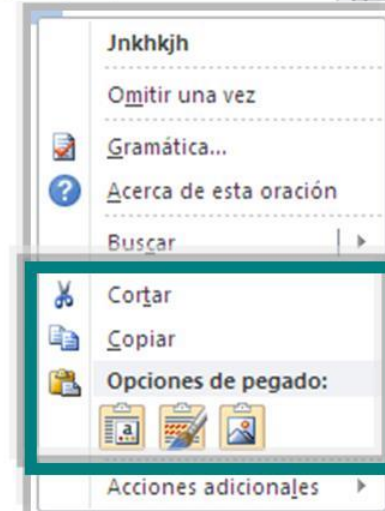 Jnkhkjh
Omitir una vez
Gramática...
Acerca de esta oración
Buscar
Cortar
Copiar
Opciones de pegado:
a
Acciones adicionales